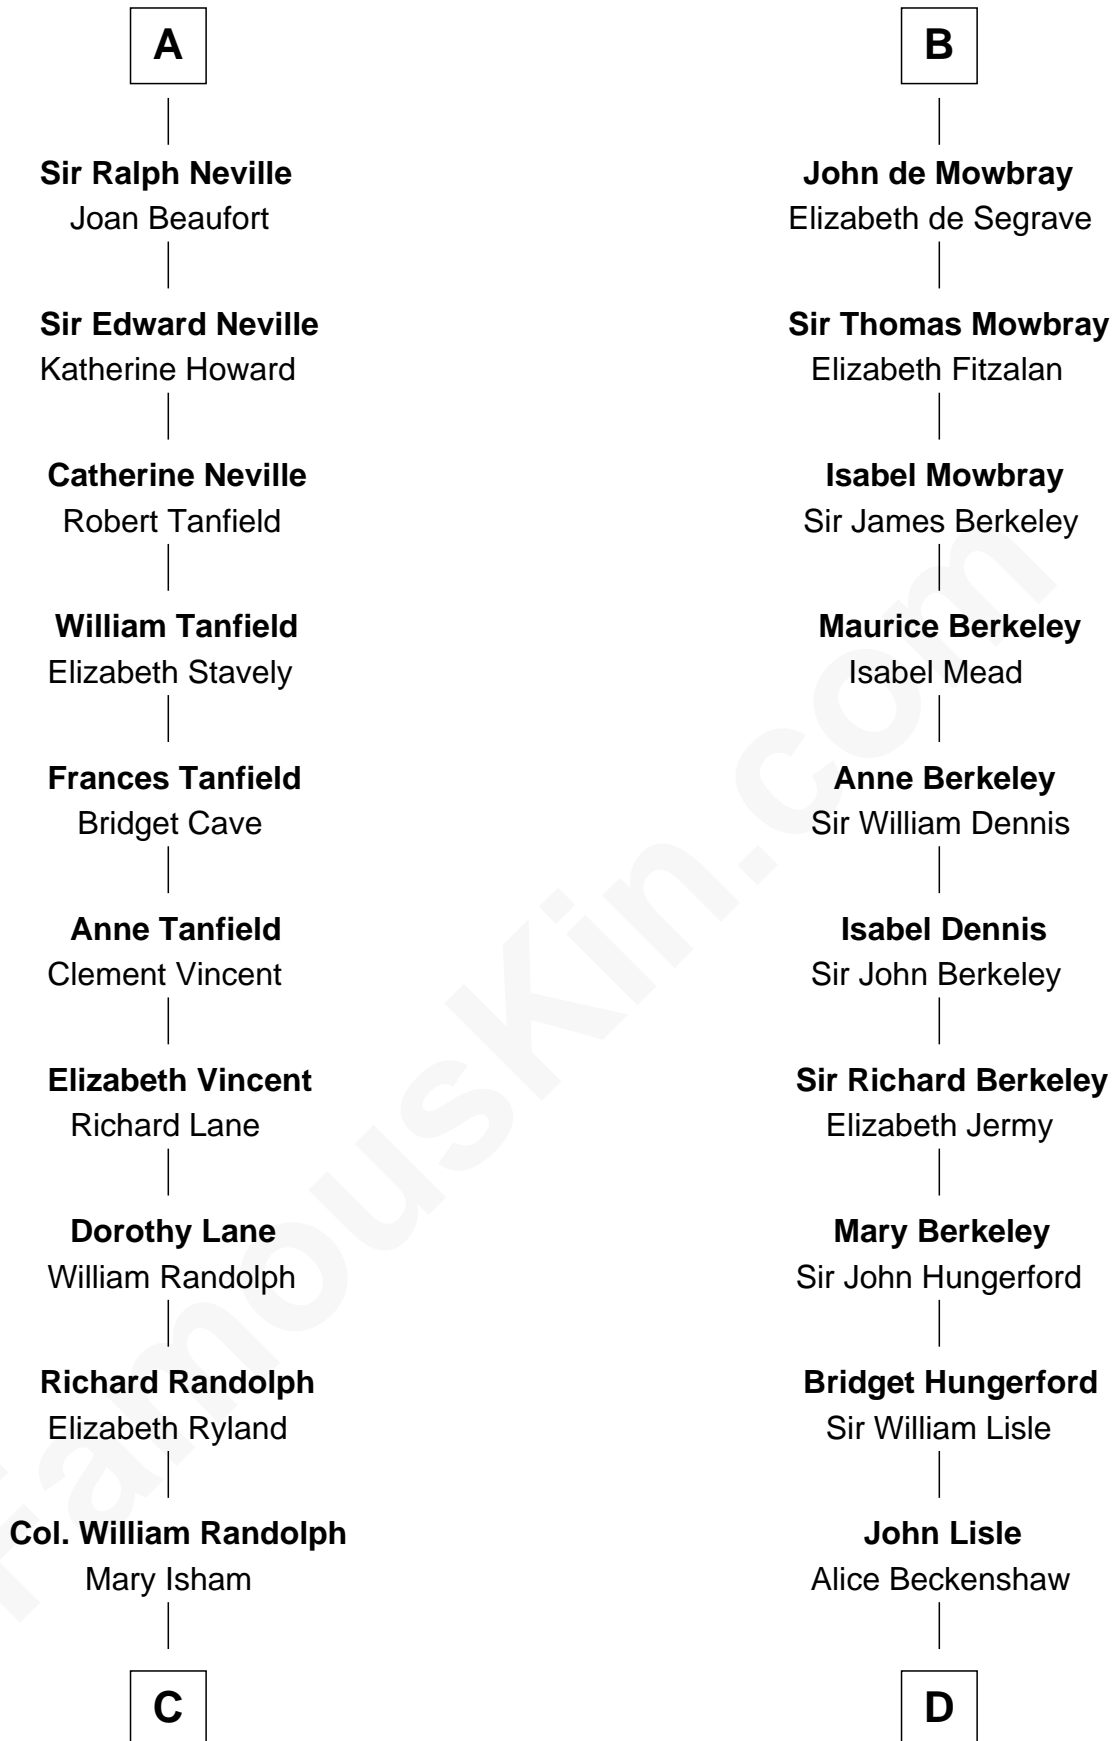 A
Sir Ralph Neville
Joan Beaufort
Sir Edward Neville
Katherine Howard
Catherine Neville
Robert Tanfield
William Tanfield
Elizabeth Stavely
Frances Tanfield
Bridget Cave
Anne Tanfield
Clement Vincent
Elizabeth Vincent
Richard Lane
Dorothy Lane
William Randolph
Richard Randolph
Elizabeth Ryland
Col. William Randolph
Mary Isham
C
B
John de Mowbray
Elizabeth de Segrave
Sir Thomas Mowbray
Elizabeth Fitzalan
Isabel Mowbray
Sir James Berkeley
Maurice Berkeley
Isabel Mead
Anne Berkeley
Sir William Dennis
Isabel Dennis
Sir John Berkeley
Sir Richard Berkeley
Elizabeth Jermy
Mary Berkeley
Sir John Hungerford
Bridget Hungerford
Sir William Lisle
John Lisle
Alice Beckenshaw
D
FamousKin.com